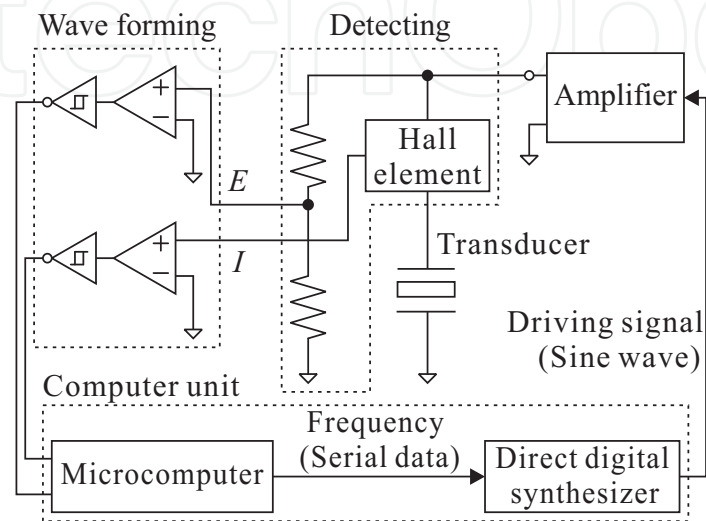 Wave forming
Detecting
Amplifier
Hall
element
E
I
+
−
+
−
Transducer
Driving signal
(Sine wave)
Computer unit
Frequency
(Serial data)
Microcomputer
Direct digital
synthesizer